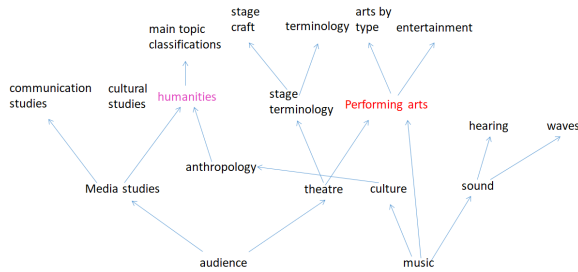 stage
craft
terminology
arts by
type
entertainment
main topic
classifications
communication
studies
cultural
studies
humanities
stage
terminology
Performing arts
hearing
waves
anthropology
Media studies
theatre
culture
sound
audience
music